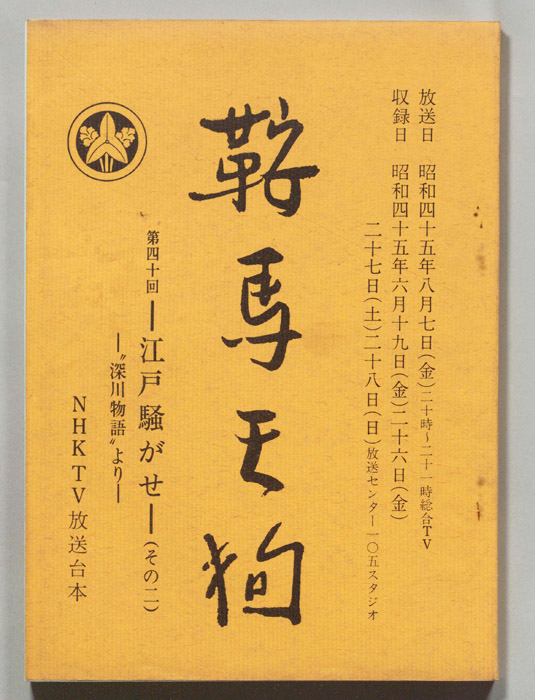 放送日 昭和四十五年八月七日(金)二十時~二十一時総合TV
収録日 昭和四十五年六月十九日(金)二十六日(金)
二十七日(土)二十八日(日)放送センター一〇五スタジオ
鞍馬天狗
第四十回―江戸騒がせ―(その二)
―〝深川物語〟より―
NHKTV放送台本